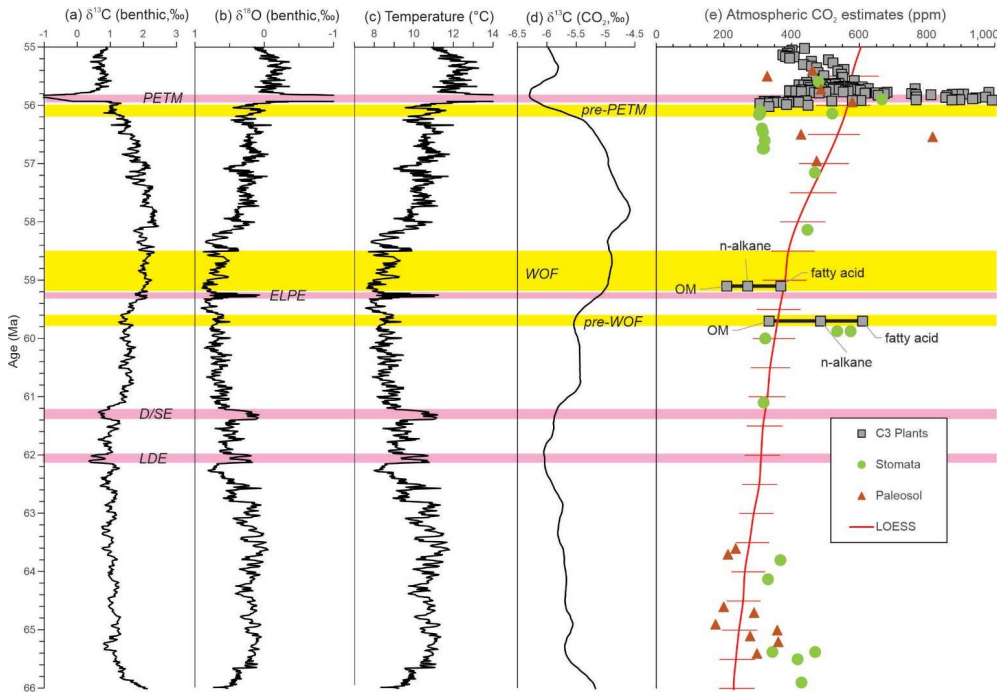 (a) δ¹³C (benthic,‰)
(b) δ¹⁸O (benthic,‰)
(c) Temperature (°C)
(d) δ¹³C (CO₂,‰)
(e) Atmospheric CO₂ estimates (ppm)
-1 0 1 2 3
4 0 -1
8 10 12 14
-6.5 -6 -5.5 -5 -4.5
0 200 400 600 800 1,000
55
PETM
56
pre-PETM
57
58
n-alkane
WOF
fatty acid
59
OM
ELPE
pre-WOF
OM
fatty acid
60
n-alkane
Age (Ma)
61
D/SE
62
LDE
63
64
65
66
C3 Plants
Stomata
Paleosol
LOESS